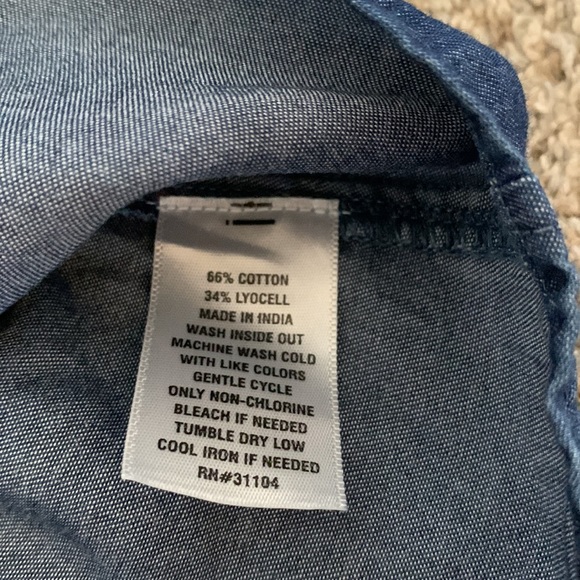 66% COTTON
34% LYOCELL
MADE IN INDIA
WASH INSIDE OUT
MACHINE WASH COLD
WITH LIKE COLORS
GENTLE CYCLE
ONLY NON-CHLORINE
BLEACH IF NEEDED
TUMBLE DRY LOW
COOL IRON IF NEEDED
RN#31104